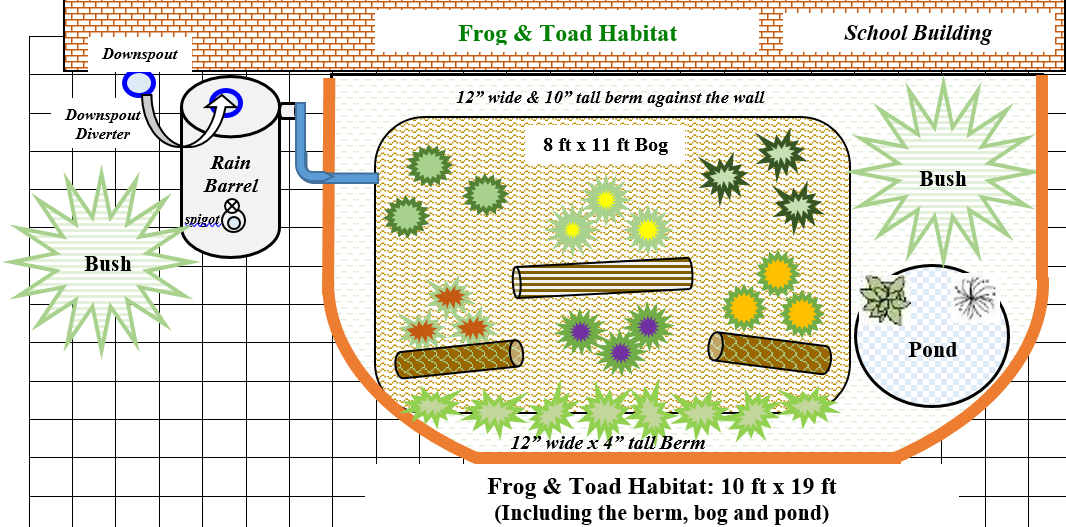 Frog & Toad Habitat
School Building
Downspout
12” wide & 10” tall berm against the wall
Downspout
Diverter
8 ft x 11 ft Bog
Rain
Barrel
Bush
spigot
Bush
Pond
12” wide x 4” tall Berm
Frog & Toad Habitat: 10 ft x 19 ft
(Including the berm, bog and pond)